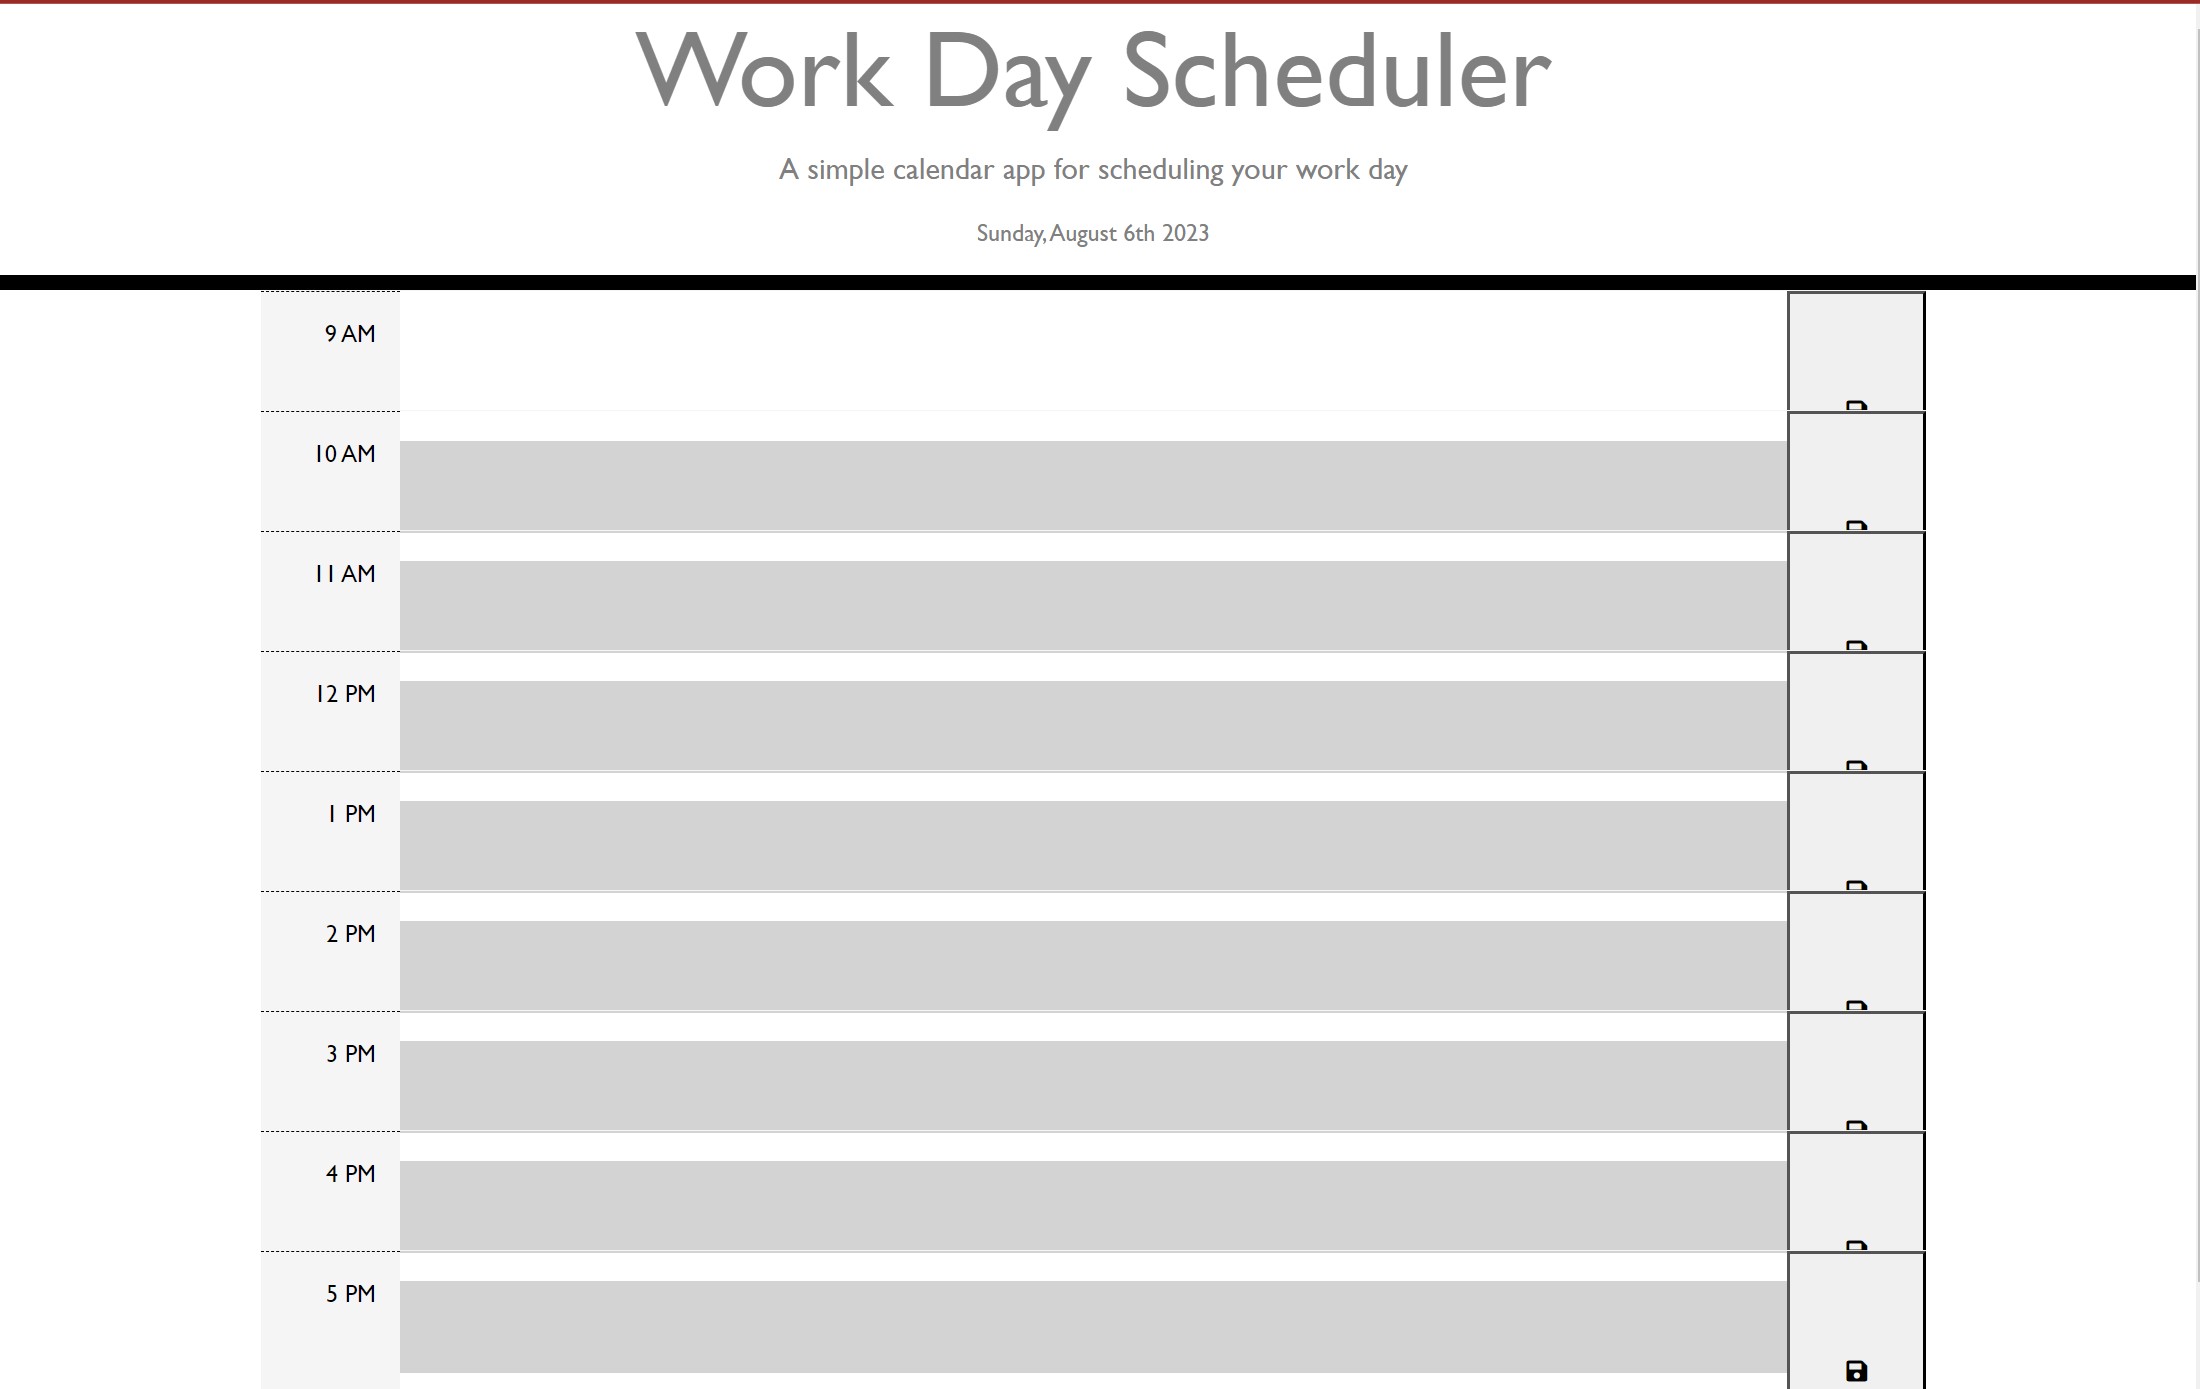 Work Day Scheduler
A simple calendar app for scheduling your work day
Sunday, August 6th 2023
9 AM
10 AM
11 AM
12 PM
1 PM
2 PM
3 PM
4 PM
5 PM